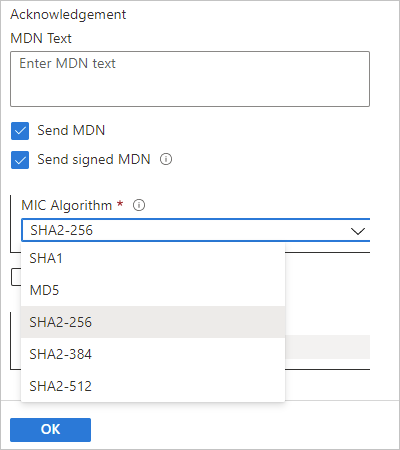 Acknowledgement
MDN Text
Enter MDN text
Send MDN
Send signed MDN
MIC Algorithm *
SHA2-256
SHA1
MD5
SHA2-256
SHA2-384
SHA2-512
OK